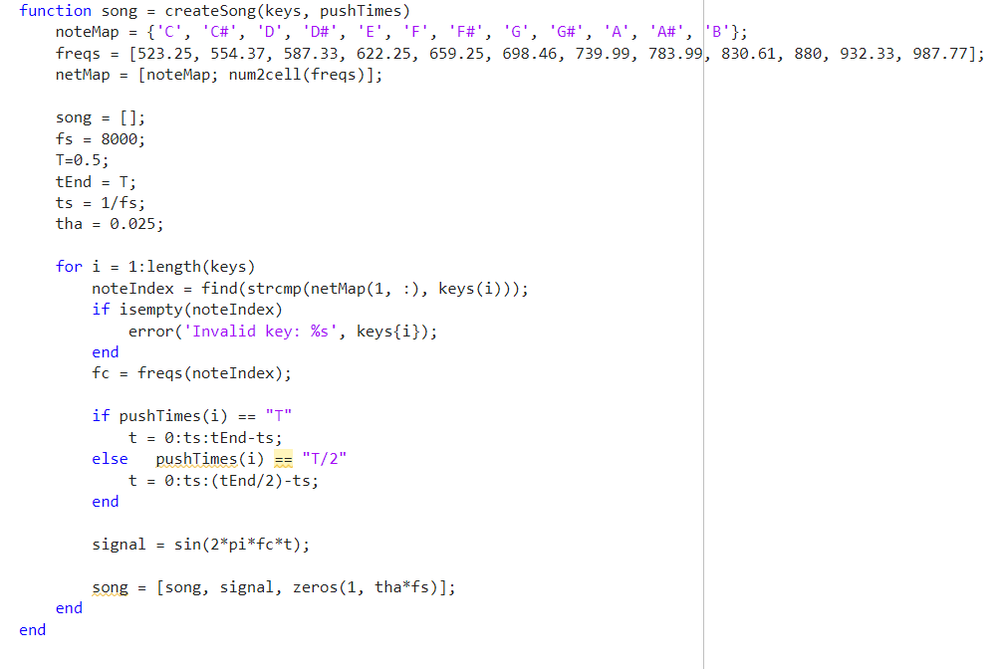 function song = createSong(keys, pushTimes)
    noteMap = {'C', 'C#', 'D', 'D#', 'E', 'F', 'F#', 'G', 'G#', 'A', 'A#', 'B'};
    freqs = [523.25, 554.37, 587.33, 622.25, 659.25, 698.46, 739.99, 783.99, 830.61, 880, 932.33, 987.77];
    netMap = [noteMap; num2cell(freqs)];

    song = [];
    fs = 8000;
    T=0.5;
    tEnd = T;
    ts = 1/fs;
    tha = 0.025;

    for i = 1:length(keys)
        noteIndex = find(strcmp(netMap(1, :), keys(i)));
        if isempty(noteIndex)
            error('Invalid key: %s', keys{i});
        end
        fc = freqs(noteIndex);

        if pushTimes(i) == "T"
            t = 0:ts:tEnd-ts;
        else   pushTimes(i) == "T/2"
            t = 0:ts:(tEnd/2)-ts;
        end

        signal = sin(2*pi*fc*t);

        song = [song, signal, zeros(1, tha*fs)];
    end
end